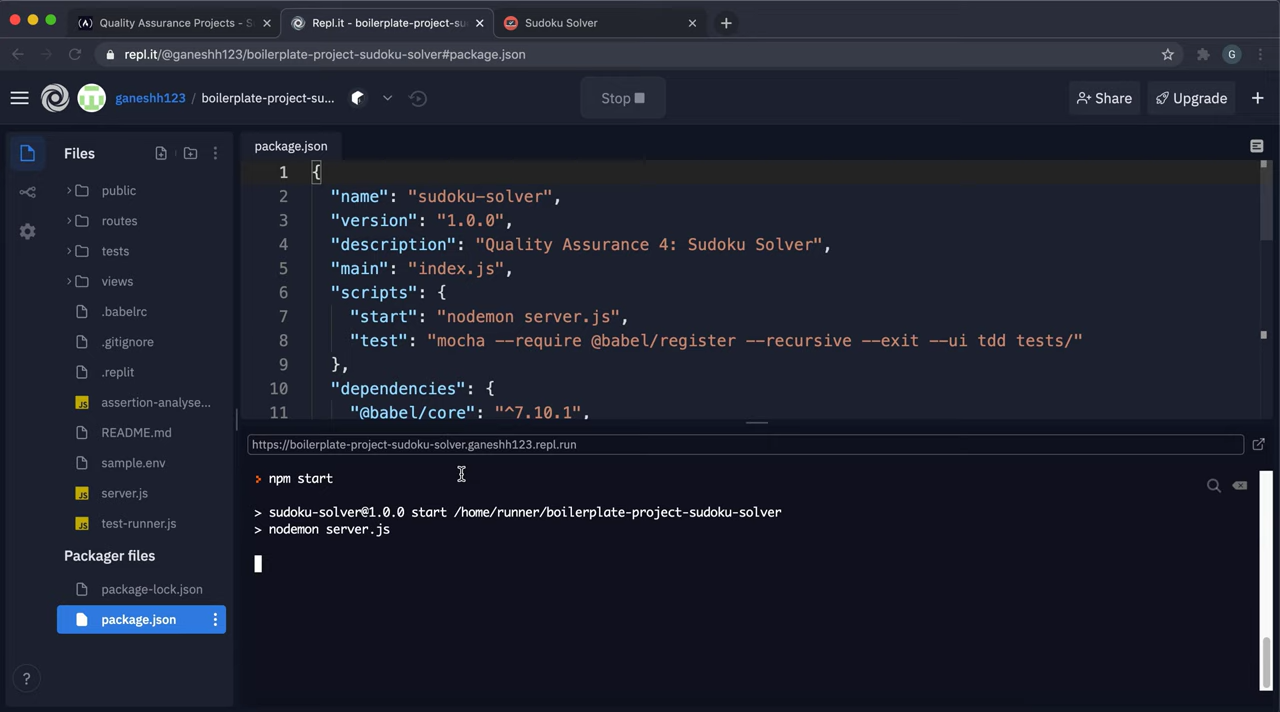 Quality Assurance Projects - S
Repl.it - boilerplate-project-su
Sudoku Solver
repl.it/@ganeshh123/boilerplate-project-sudoku-solver#package.json
G
ganeshh123 / boilerplate-project-su...
Stop
Share
Upgrade
Files
public
routes
tests
views
.babelrc
.gitignore
.replit
assertion-analyse...
README.md
sample.env
server.js
test-runner.js
Packager files
package-lock.json
package.json
?
package.json
1 {
2 "name": "sudoku-solver",
3 "version": "1.0.0",
4 "description": "Quality Assurance 4: Sudoku Solver",
5 "main": "index.js",
6 "scripts": {
7 "start": "nodemon server.js",
8 "test": "mocha --require @babel/register --recursive --exit --ui tdd tests/"
9 },
10 "dependencies": {
11 "@babel/core": "^7.10.1",
https://boilerplate-project-sudoku-solver.ganeshh123.repl.run
npm start
> sudoku-solver@1.0.0 start /home/runner/boilerplate-project-sudoku-solver
> nodemon server.js